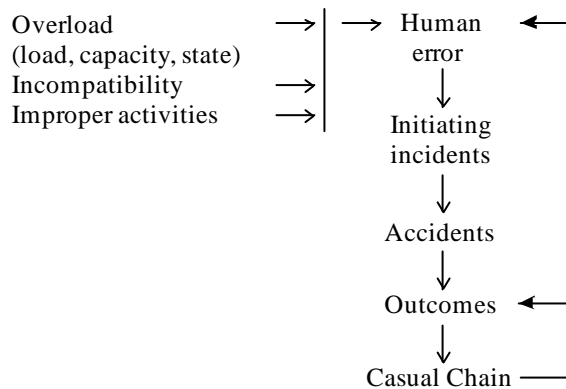 Overload
(load, capacity, state)
Incompatibility
Improper activities
Human
error
Initiating
incidents
Accidents
Outcomes
Casual Chain